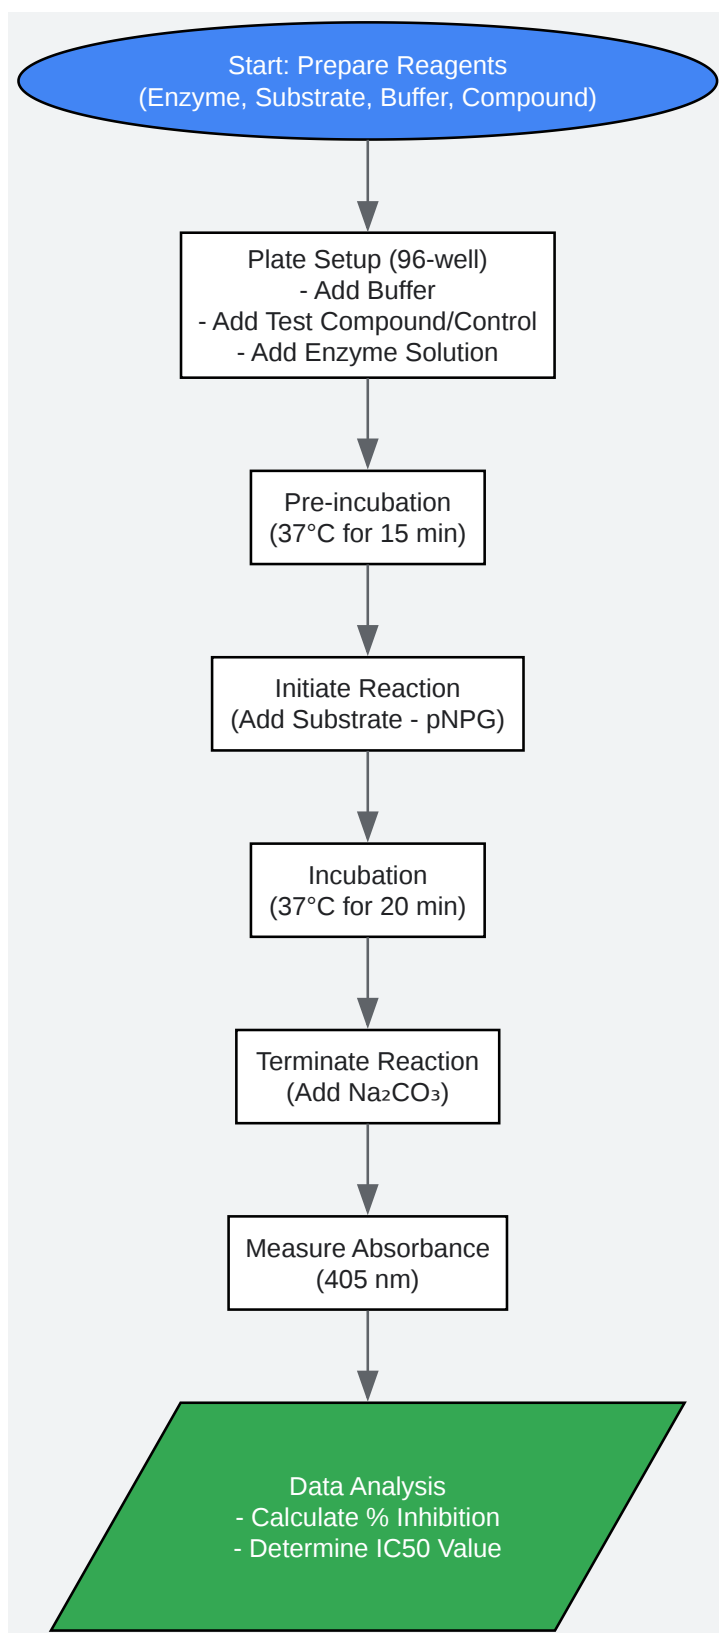 Start: Prepare Reagents
(Enzyme, Substrate, Buffer, Compound)
Plate Setup (96-well)
- Add Buffer
- Add Test Compound/Control
- Add Enzyme Solution
Pre-incubation
(37°C for 15 min)
Initiate Reaction
(Add Substrate - pNPG)
Incubation
(37°C for 20 min)
Terminate Reaction
(Add Na₂CO₃)
Measure Absorbance
(405 nm)
Data Analysis
- Calculate % Inhibition
- Determine IC50 Value